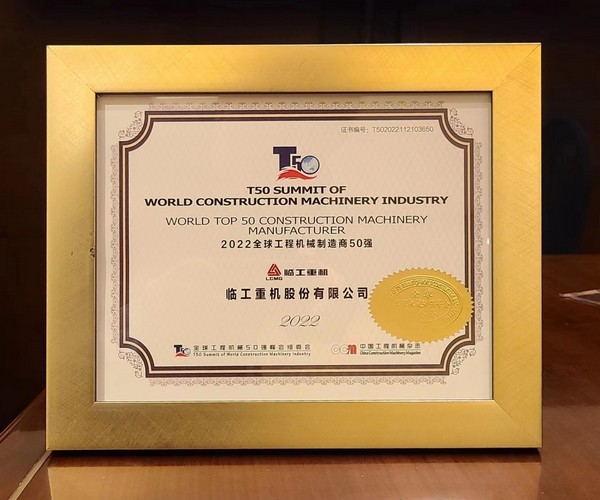 证书编号：T502022112103650
T50
T50 SUMMIT OF
WORLD CONSTRUCTION MACHINERY INDUSTRY
WORLD TOP 50 CONSTRUCTION MACHINERY
MANUFACTURER
2022全球工程机械制造商50强
LGMG 临工重机
临工重机股份有限公司
2022
T50 全球工程机械50强峰会组委会
T50 Summit of World Construction Machinery Industry
CCM 中国工程机械杂志
China Construction Machinery Magazine